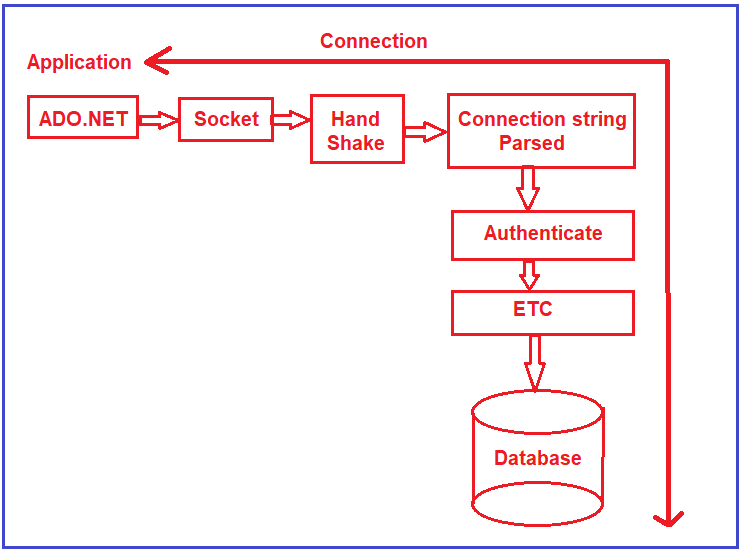 Connection
Application
ADO.NET
Socket
Hand
Shake
Connection string
Parsed
Authenticate
ETC
Database